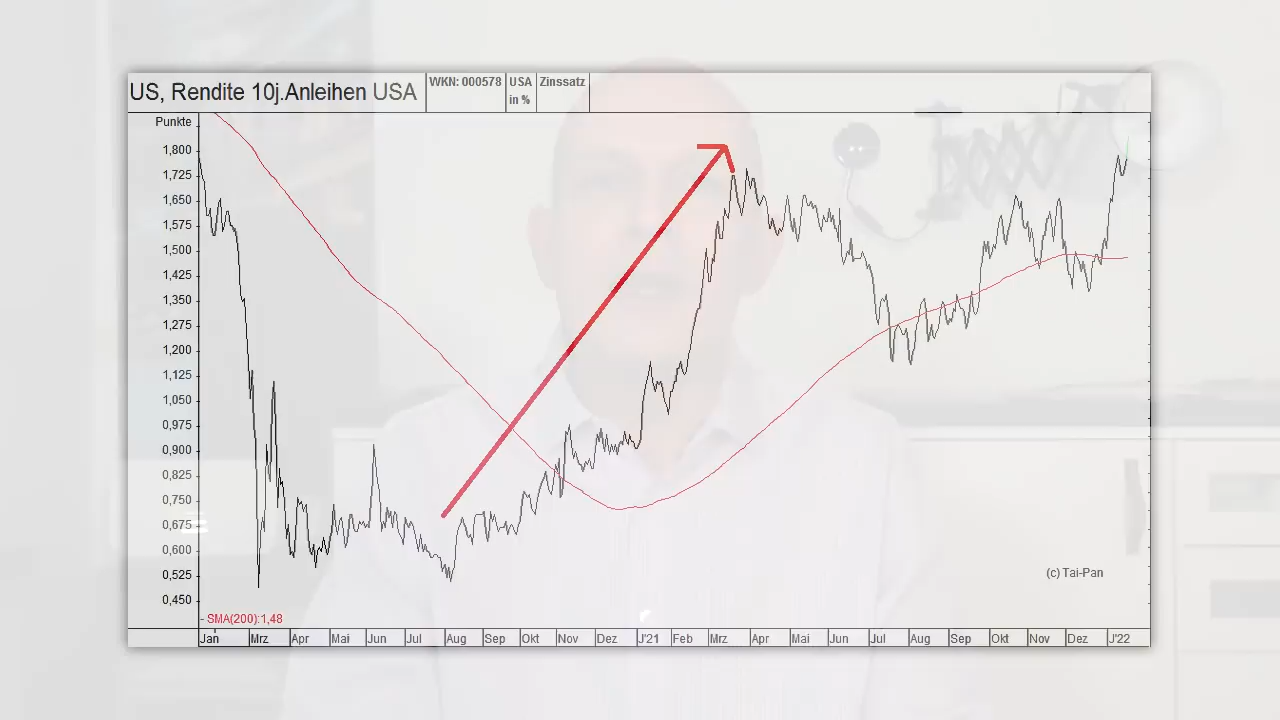 US, Rendite 10j.Anleihen USA
WKN: 000578
USA
in %
Zinssatz
Punkte
1,800
1,725
1,650
1,575
1,500
1,425
1,350
1,275
1,200
1,125
1,050
0,975
0,900
0,825
0,750
0,675
0,600
0,525
0,450
(c) Tai-Pan
- SMA(200):1,48
Jan Mrz Apr Mai Jun Jul Aug Sep Okt Nov Dez J'21 Feb Mrz Apr Mai Jun Jul Aug Sep Okt Nov Dez J'22